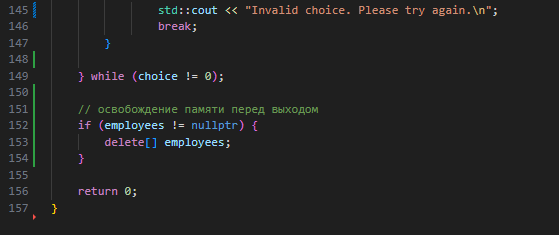 145 std::cout << "Invalid choice. Please try again.\n";
146 break;
147 }
148
149 } while (choice != 0);
150
151 // освобождение памяти перед выходом
152 if (employees != nullptr) {
153 delete[] employees;
154 }
155
156 return 0;
157 }